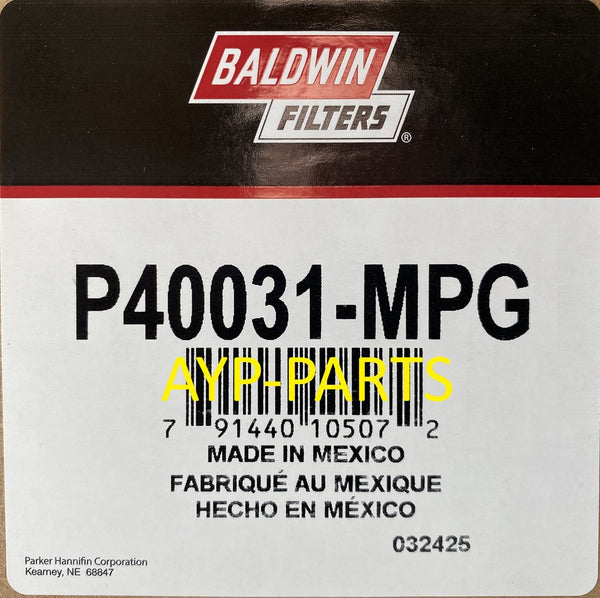 BALDWIN
FILTERS®
P40031-MPG
AYP-PARTS
7 91440 10507 2
MADE IN MEXICO
FABRIQUÉ AU MEXIQUE
HECHO EN MÉXICO
032425
Parker Hannifin Corporation
Kearney, NE 68847